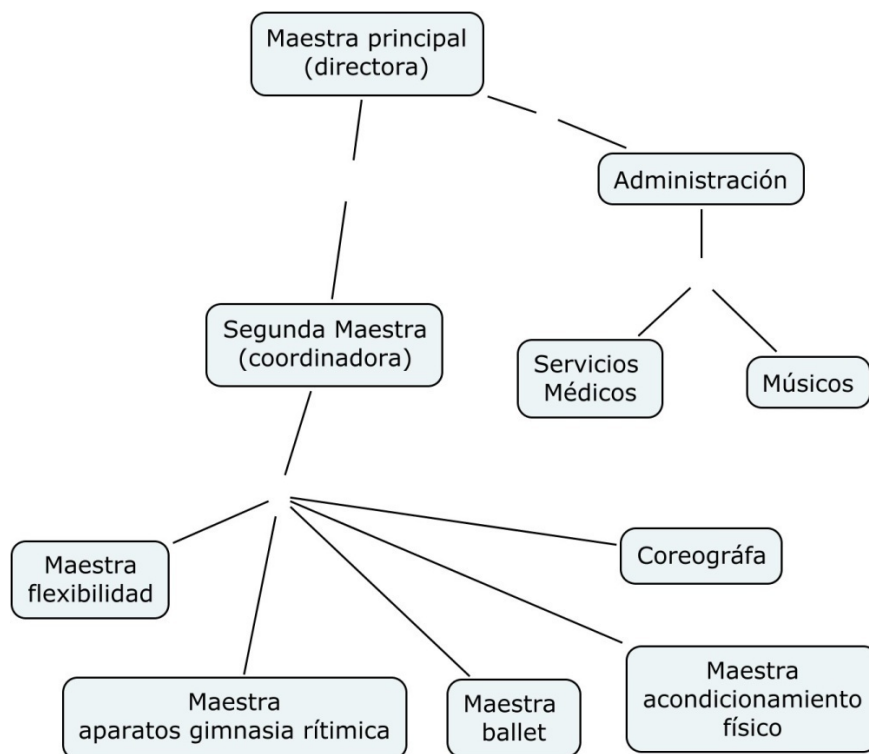 Maestra principal
(directora)
Administración
Segunda Maestra
(coordinadora)
Servicios
Médicos
Músicos
Maestra
flexibilidad
Coreográfa
Maestra
aparatos gimnasia rítimica
Maestra
ballet
Maestra
acondicionamiento
físico